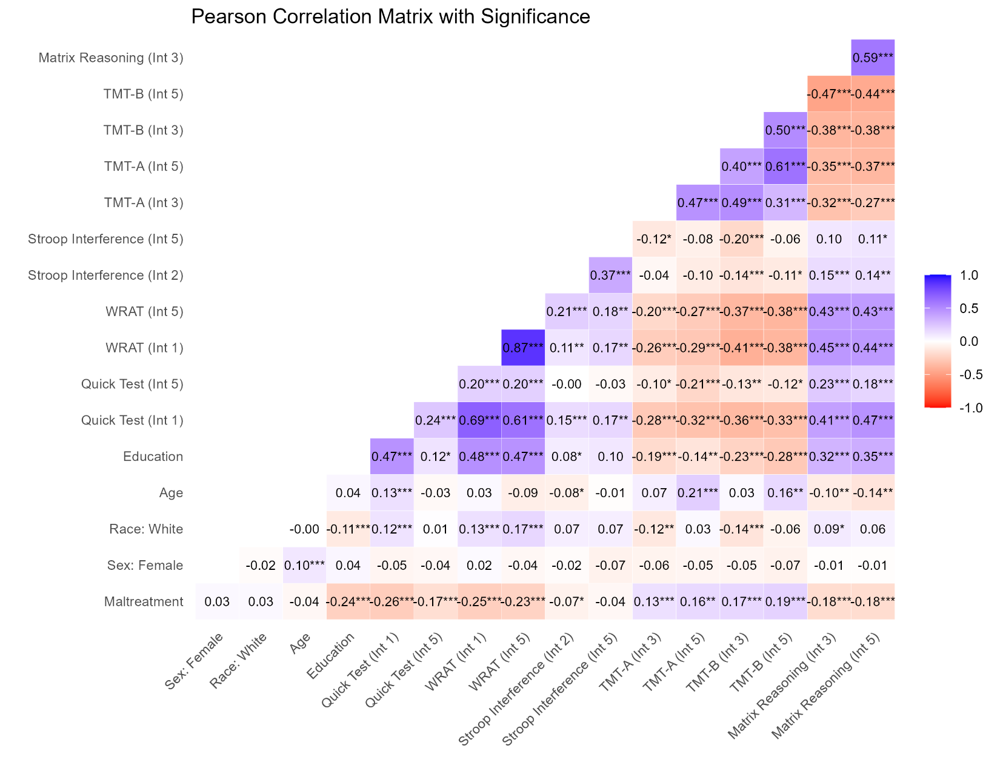 Pearson Correlation Matrix with Significance
Matrix Reasoning (Int 3) 0.59***
TMT-B (Int 5) -0.47*** -0.44***
TMT-B (Int 3) 0.50*** -0.38*** -0.38***
TMT-A (Int 5) 0.40*** 0.61*** -0.35*** -0.37***
TMT-A (Int 3) 0.47*** 0.49*** 0.31*** -0.32*** -0.27***
Stroop Interference (Int 5) -0.12* -0.08 -0.20*** -0.06 0.10 0.11*
Stroop Interference (Int 2) 0.37*** -0.04 -0.10 -0.14*** -0.11* 0.15*** 0.14**
WRAT (Int 5) 0.21*** 0.18** -0.20*** -0.27*** -0.37*** -0.38*** 0.43*** 0.43***
WRAT (Int 1) 0.87*** 0.11** 0.17** -0.26*** -0.29*** -0.41*** -0.38*** 0.45*** 0.44***
Quick Test (Int 5) 0.20*** 0.20*** -0.00 -0.03 -0.10* -0.21*** -0.13** -0.12* 0.23*** 0.18***
Quick Test (Int 1) 0.24*** 0.69*** 0.61*** 0.15*** 0.17** -0.28*** -0.32*** -0.36*** -0.33*** 0.41*** 0.47***
Education 0.47*** 0.12* 0.48*** 0.47*** 0.08* 0.10 -0.19*** -0.14** -0.23*** -0.28*** 0.32*** 0.35***
Age 0.04 0.13*** -0.03 0.03 -0.09 -0.08* -0.01 0.07 0.21*** 0.03 0.16** -0.10** -0.14**
Race: White -0.00 -0.11*** 0.12*** 0.01 0.13*** 0.17*** 0.07 0.07 -0.12** 0.03 -0.14*** -0.06 0.09* 0.06
Sex: Female -0.02 0.10*** 0.04 -0.05 -0.04 0.02 -0.04 -0.02 -0.07 -0.06 -0.05 -0.05 -0.07 -0.01 -0.01
Maltreatment 0.03 0.03 -0.04 -0.24*** -0.26*** -0.17*** -0.25*** -0.23*** -0.07* -0.04 0.13*** 0.16** 0.17*** 0.19*** -0.18*** -0.18***
Sex: Female
Race: White
Age
Education
Quick Test (Int 1)
Quick Test (Int 5)
WRAT (Int 1)
WRAT (Int 5)
Stroop Interference (Int 2)
Stroop Interference (Int 5)
TMT-A (Int 3)
TMT-A (Int 5)
TMT-B (Int 3)
TMT-B (Int 5)
Matrix Reasoning (Int 3)
Matrix Reasoning (Int 5)
1.0
0.5
0.0
-0.5
-1.0